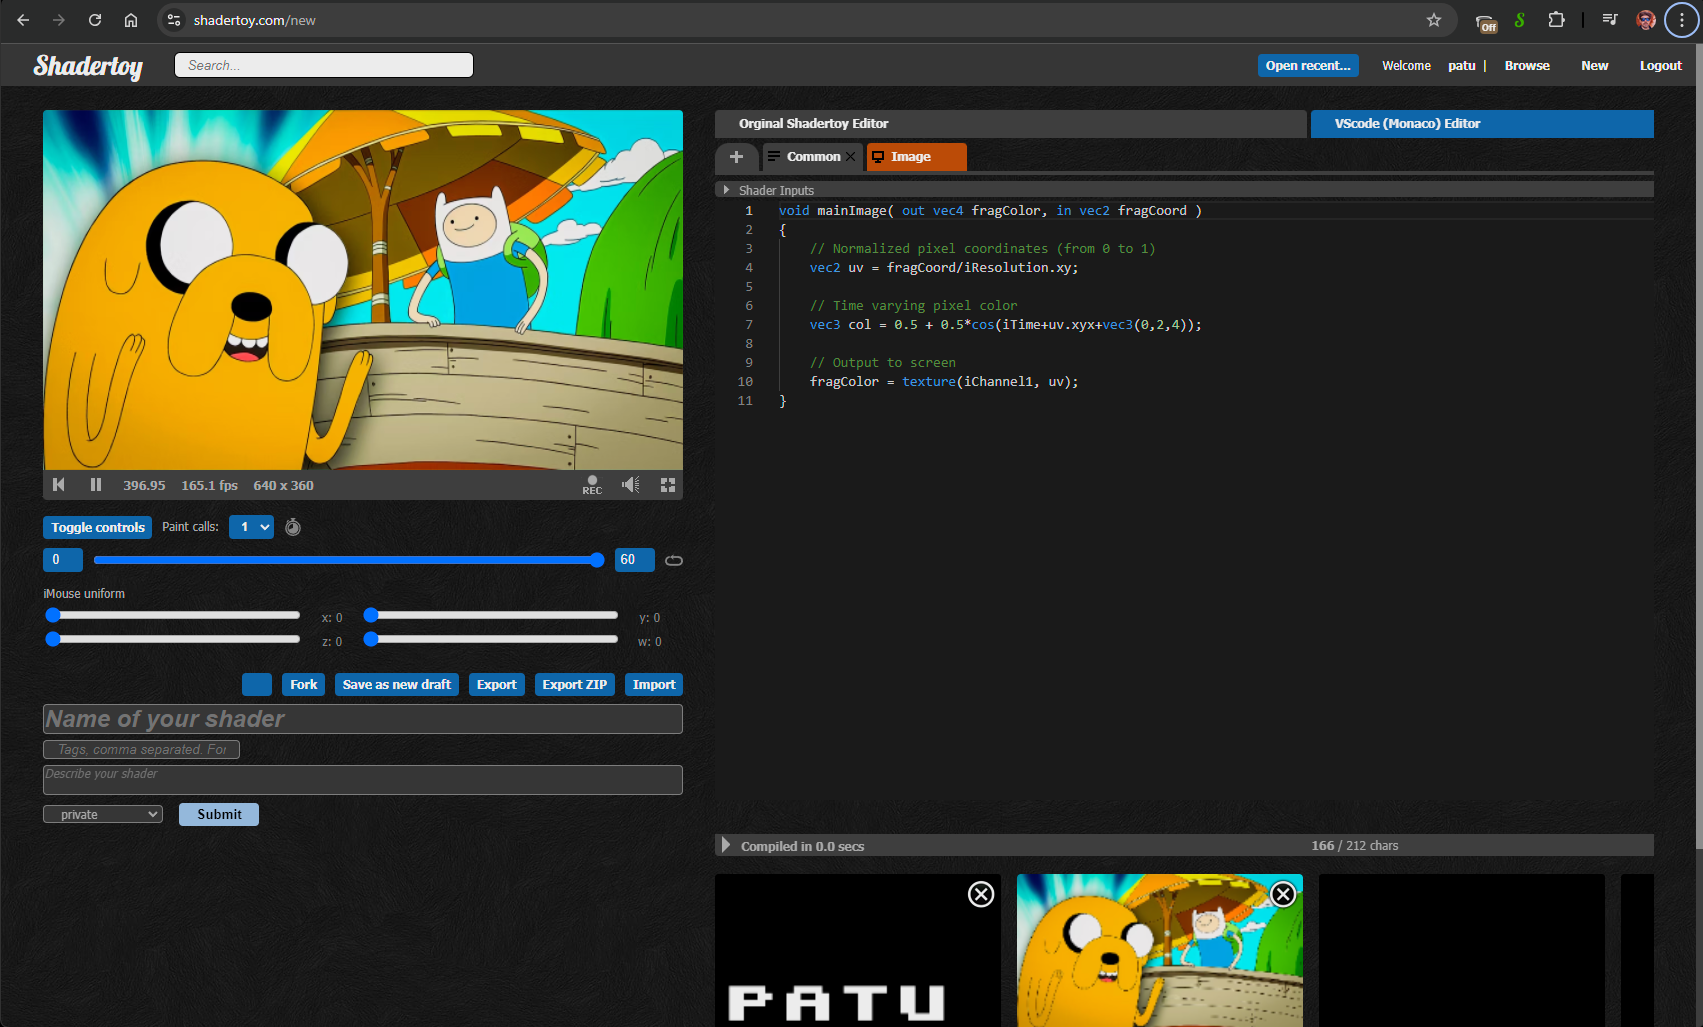 shadertoy.com/new
Off
S
Shadertoy
Search...
Open recent...
Welcome patu | Browse New Logout
Orginal Shadertoy Editor
VScode (Monaco) Editor
+ Common Image
Shader Inputs
1 void mainImage( out vec4 fragColor, in vec2 fragCoord )
2 {
3 // Normalized pixel coordinates (from 0 to 1)
4 vec2 uv = fragCoord/iResolution.xy;
5
6 // Time varying pixel color
7 vec3 col = 0.5 + 0.5*cos(iTime+uv.xyx+vec3(0,2,4));
8
9 // Output to screen
10 fragColor = texture(iChannel1, uv);
11 }
396.95 165.1 fps 640 x 360
REC
Toggle controls Paint calls: 1
0 60
iMouse uniform
x: 0 y: 0
z: 0 w: 0
Fork Save as new draft Export Export ZIP Import
Name of your shader
Tags, comma separated. For
Describe your shader
private Submit
Compiled in 0.0 secs 166 / 212 chars
PATU